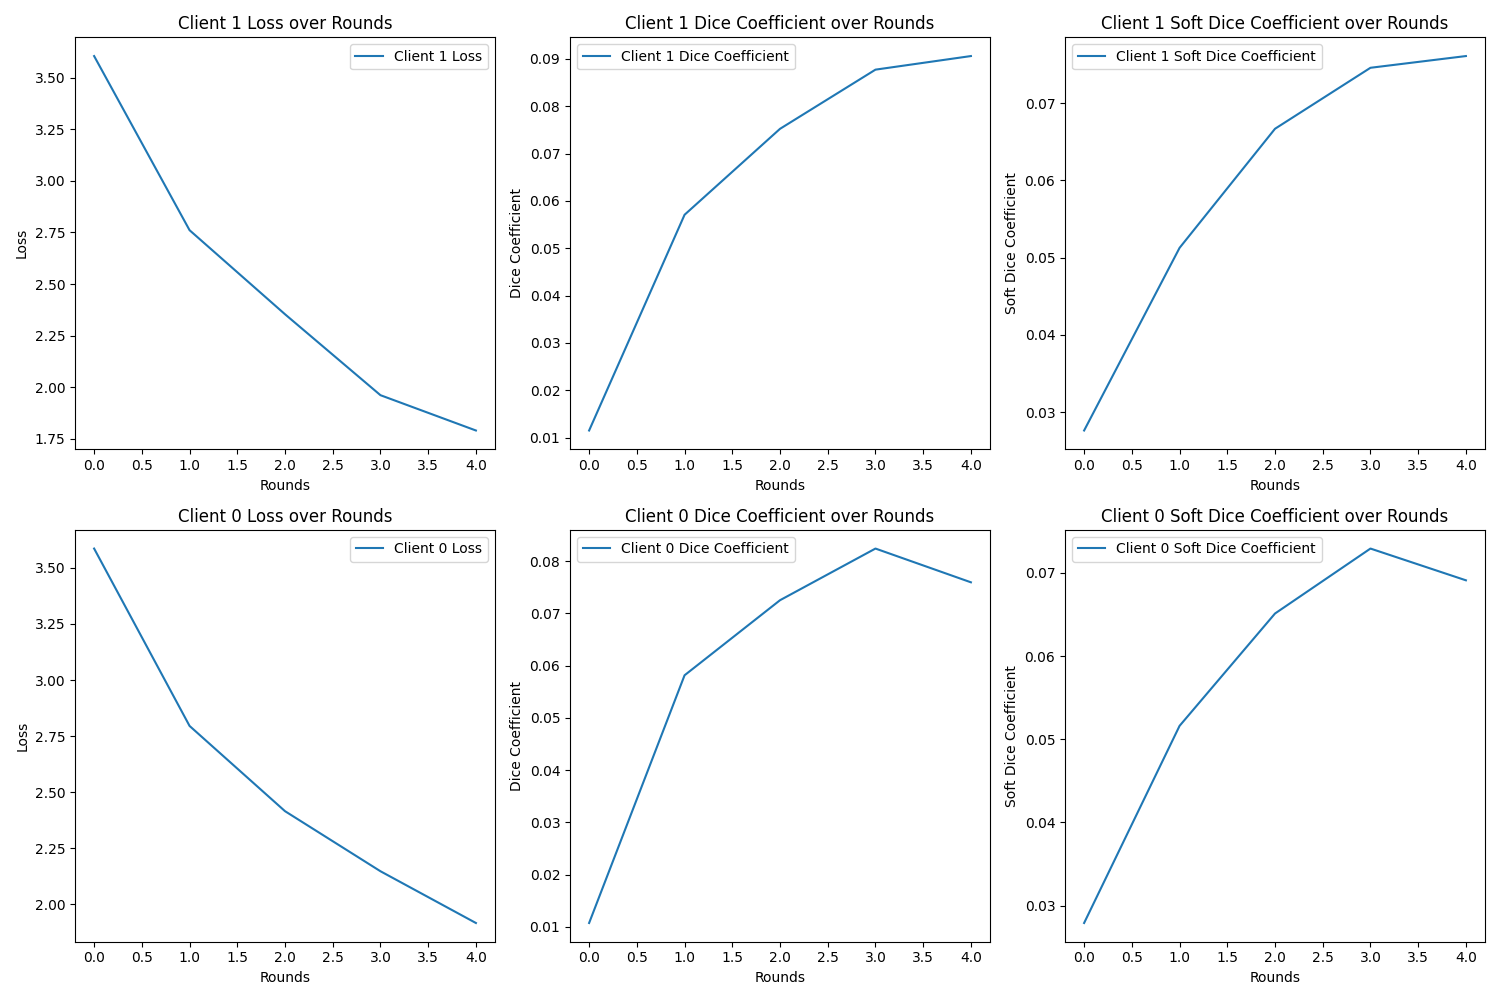 Client 1 Loss over Rounds
Client 1 Loss
3.50
3.25
3.00
2.75
2.50
2.25
2.00
1.75
Loss
0.0 0.5 1.0 1.5 2.0 2.5 3.0 3.5 4.0
Rounds
Client 1 Dice Coefficient over Rounds
Client 1 Dice Coefficient
0.09
0.08
0.07
0.06
0.05
0.04
0.03
0.02
0.01
Dice Coefficient
0.0 0.5 1.0 1.5 2.0 2.5 3.0 3.5 4.0
Rounds
Client 1 Soft Dice Coefficient over Rounds
Client 1 Soft Dice Coefficient
0.07
0.06
0.05
0.04
0.03
Soft Dice Coefficient
0.0 0.5 1.0 1.5 2.0 2.5 3.0 3.5 4.0
Rounds
Client 0 Loss over Rounds
Client 0 Loss
3.50
3.25
3.00
2.75
2.50
2.25
2.00
Loss
0.0 0.5 1.0 1.5 2.0 2.5 3.0 3.5 4.0
Rounds
Client 0 Dice Coefficient over Rounds
Client 0 Dice Coefficient
0.08
0.07
0.06
0.05
0.04
0.03
0.02
0.01
Dice Coefficient
0.0 0.5 1.0 1.5 2.0 2.5 3.0 3.5 4.0
Rounds
Client 0 Soft Dice Coefficient over Rounds
Client 0 Soft Dice Coefficient
0.07
0.06
0.05
0.04
0.03
Soft Dice Coefficient
0.0 0.5 1.0 1.5 2.0 2.5 3.0 3.5 4.0
Rounds